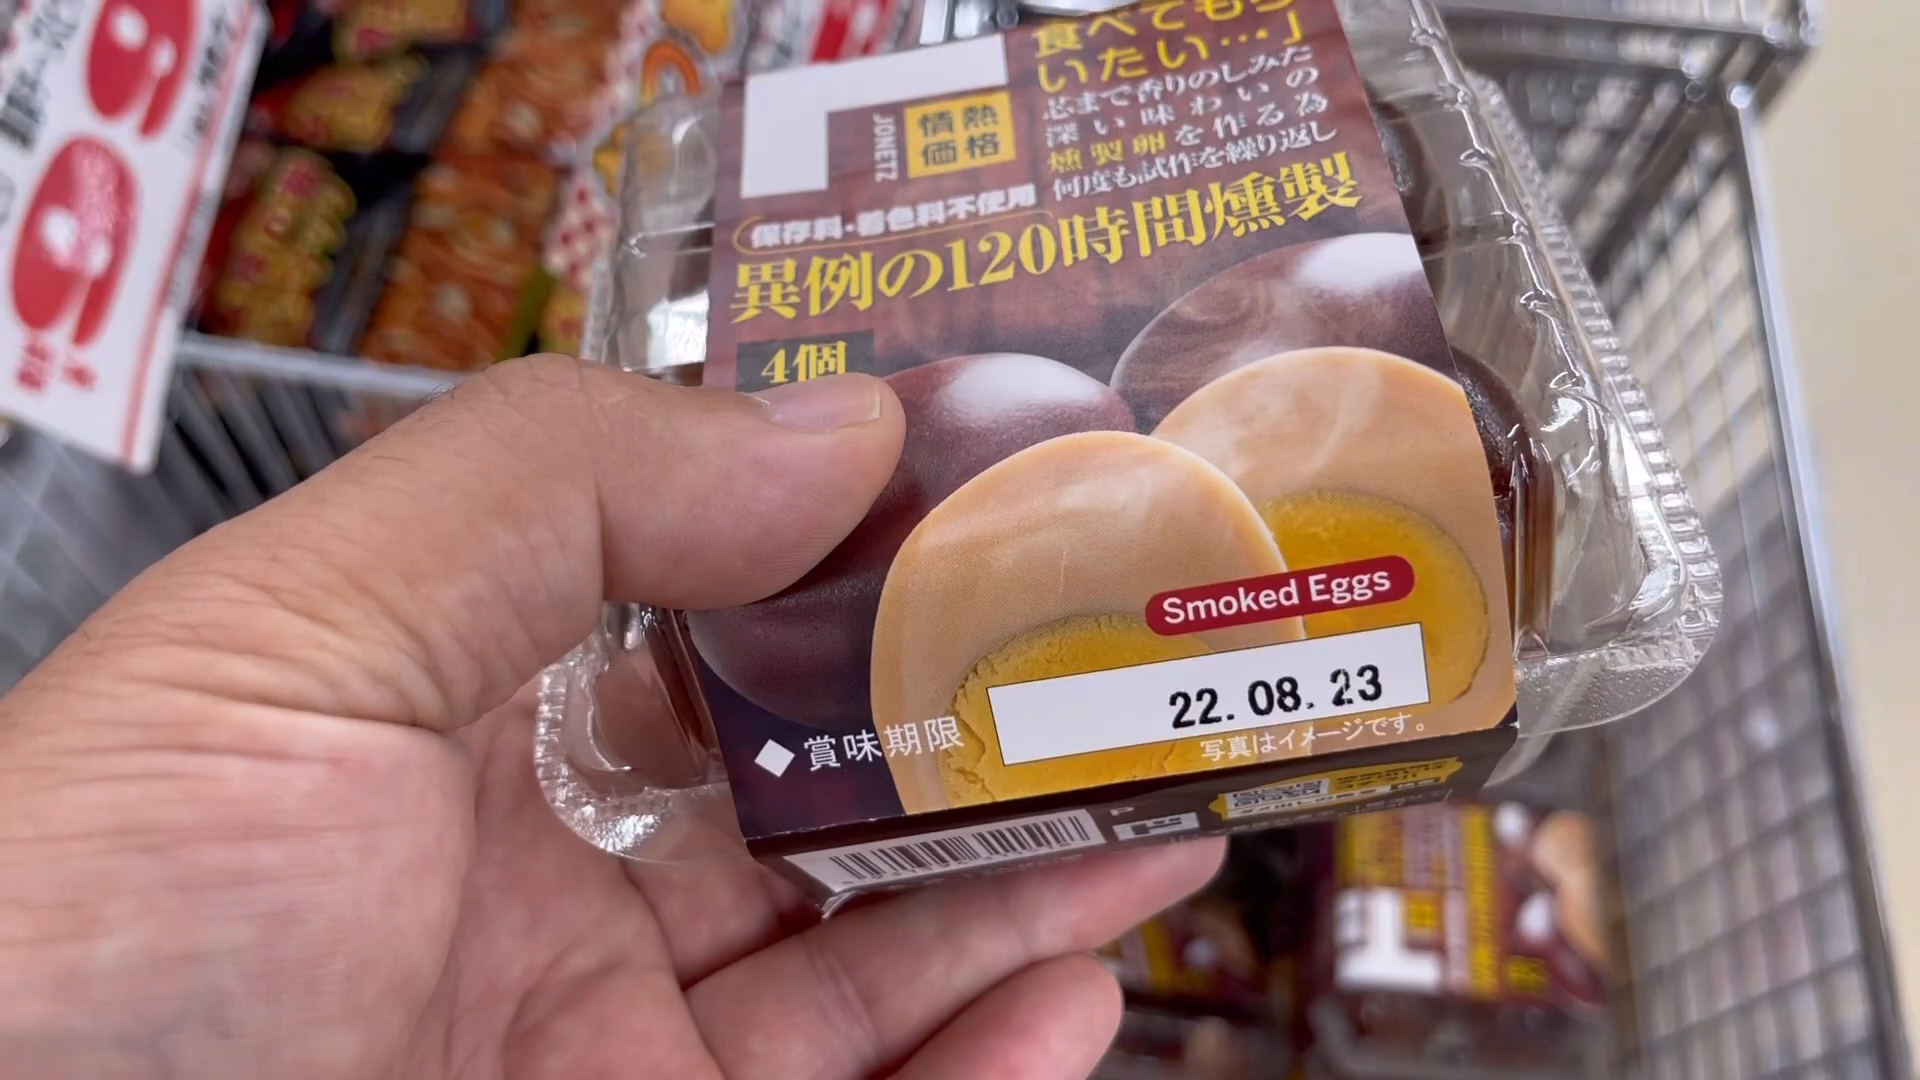 食べてもら
いたい…」
芯まで香りのしみた
深い味わいの
燻製卵を作る為
何度も試作を繰り返し
JONETZ
情熱
価格
保存料・着色料不使用
異例の120時間燻製
4個
Smoked Eggs
22. 08. 23
◆賞味期限
写真はイメージです。